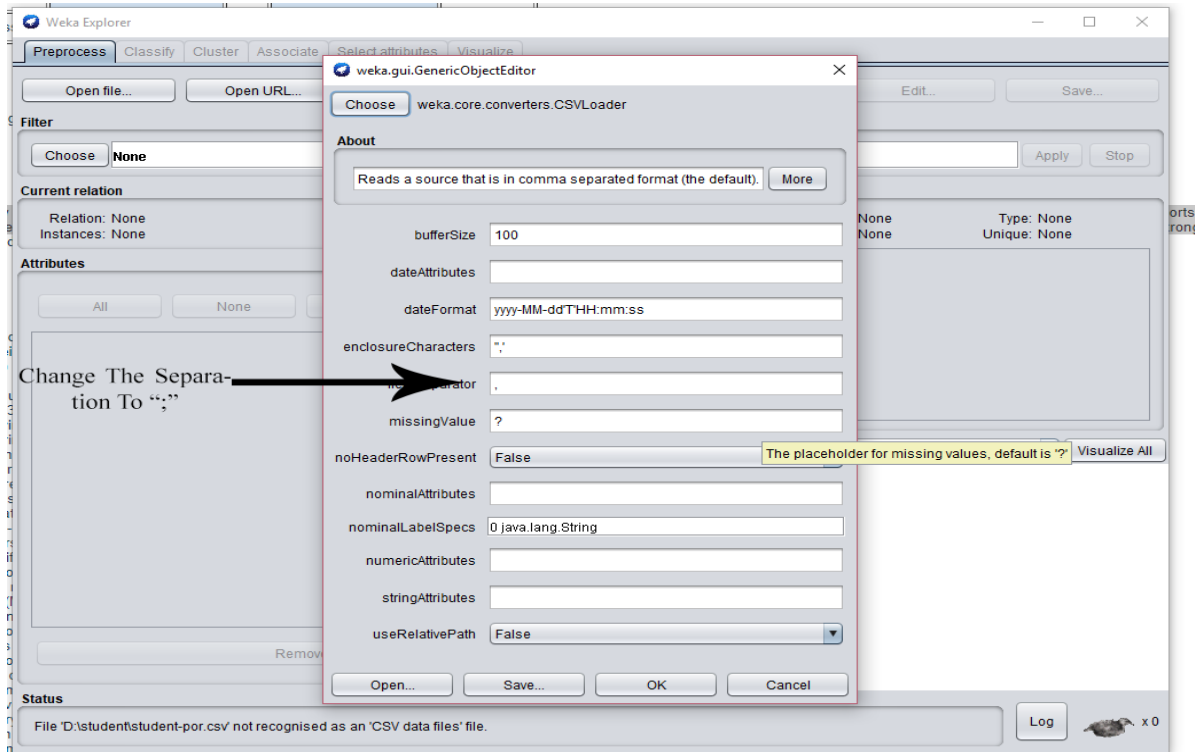 Weka Explorer
Preprocess Classify Cluster Associate Select attributes Visualize
Open file... Open URL... Edit... Save...
Filter
Choose None Apply Stop
Current relation
Relation: None
Instances: None
None Type: None
None Unique: None
Attributes
All None
Change The Separa-
tion To “;”
Remov
Visualize All
Status
File 'D:\student\student-por.csv' not recognised as an 'CSV data files' file.
Log x 0
weka.gui.GenericObjectEditor
Choose weka.core.converters.CSVLoader
About
Reads a source that is in comma separated format (the default). More
bufferSize 100
dateAttributes
dateFormat yyyy-MM-dd'T'HH:mm:ss
enclosureCharacters ",'
,
missingValue ?
noHeaderRowPresent False
The placeholder for missing values, default is '?'
nominalAttributes
nominalLabelSpecs 0 java.lang.String
numericAttributes
stringAttributes
useRelativePath False
Open... Save... OK Cancel